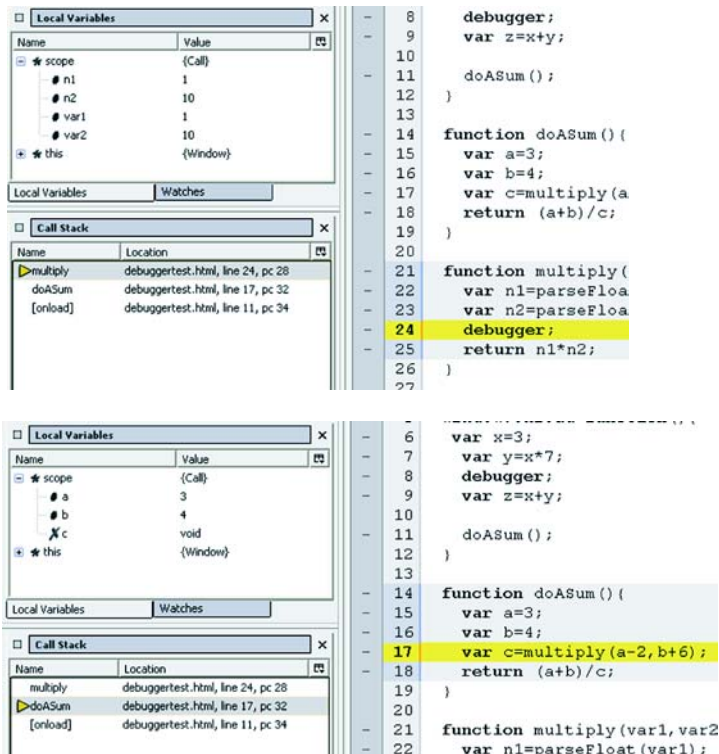 Local Variables
Name Value
scope {Call}
n1 1
n2 10
var1 1
var2 10
this {Window}
Local Variables Watches
Call Stack
Name Location
multiply debuggertest.html, line 24, pc 28
doASum debuggertest.html, line 17, pc 32
[onload] debuggertest.html, line 11, pc 34
- 8 debugger;
- 9 var z=x+y;
10
- 11 doASum();
12 }
13
- 14 function doASum(){
- 15 var a=3;
- 16 var b=4;
- 17 var c=multiply(a
- 18 return (a+b)/c;
19 }
20
- 21 function multiply(
- 22 var n1=parseFloa
- 23 var n2=parseFloa
- 24 debugger;
- 25 return n1*n2;
26 }
27
Local Variables
Name Value
scope {Call}
a 3
b 4
c void
this {Window}
Local Variables Watches
Call Stack
Name Location
multiply debuggertest.html, line 24, pc 28
doASum debuggertest.html, line 17, pc 32
[onload] debuggertest.html, line 11, pc 34
- 6 var x=3;
- 7 var y=x*7;
- 8 debugger;
- 9 var z=x+y;
10
- 11 doASum();
12 }
13
- 14 function doASum(){
- 15 var a=3;
- 16 var b=4;
- 17 var c=multiply(a-2,b+6);
- 18 return (a+b)/c;
19 }
20
- 21 function multiply(var1,var2
- 22 var n1=parseFloat(var1);